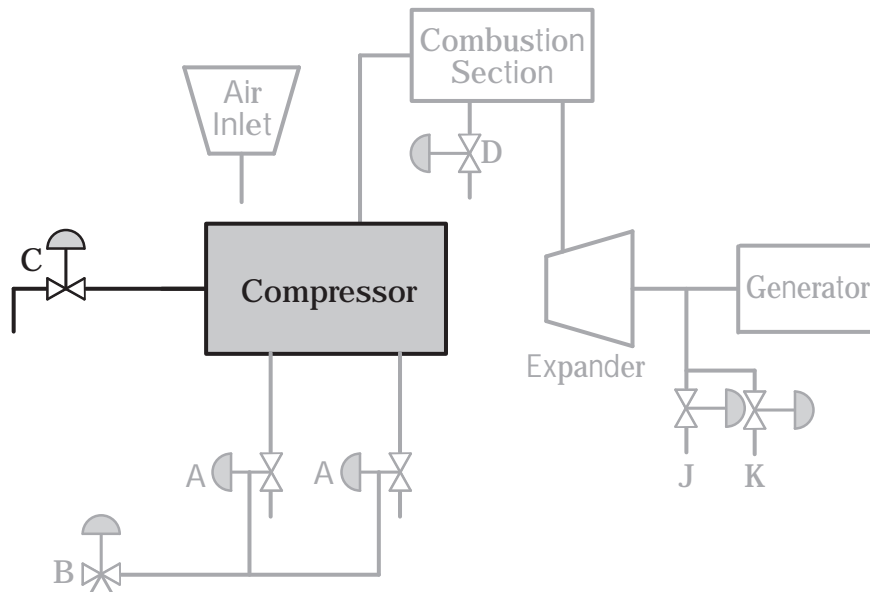 Combustion
Section
Air
Inlet
D
C
Compressor
Generator
Expander
A
A
J
K
B